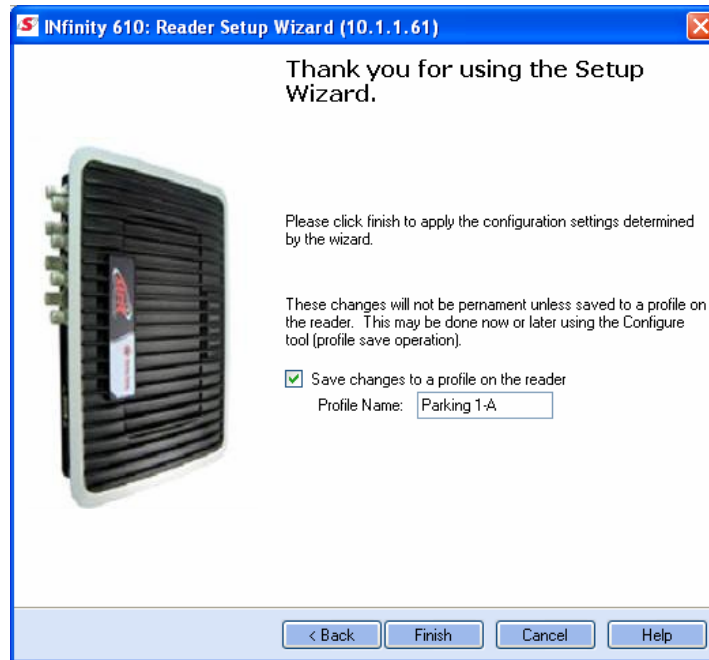 INfinity 610: Reader Setup Wizard (10.1.1.61)
Thank you for using the Setup
Wizard.
Please click finish to apply the configuration settings determined
by the wizard.
These changes will not be pernament unless saved to a profile on
the reader. This may be done now or later using the Configure
tool (profile save operation).
Save changes to a profile on the reader
Profile Name: Parking 1-A
< Back Finish Cancel Help